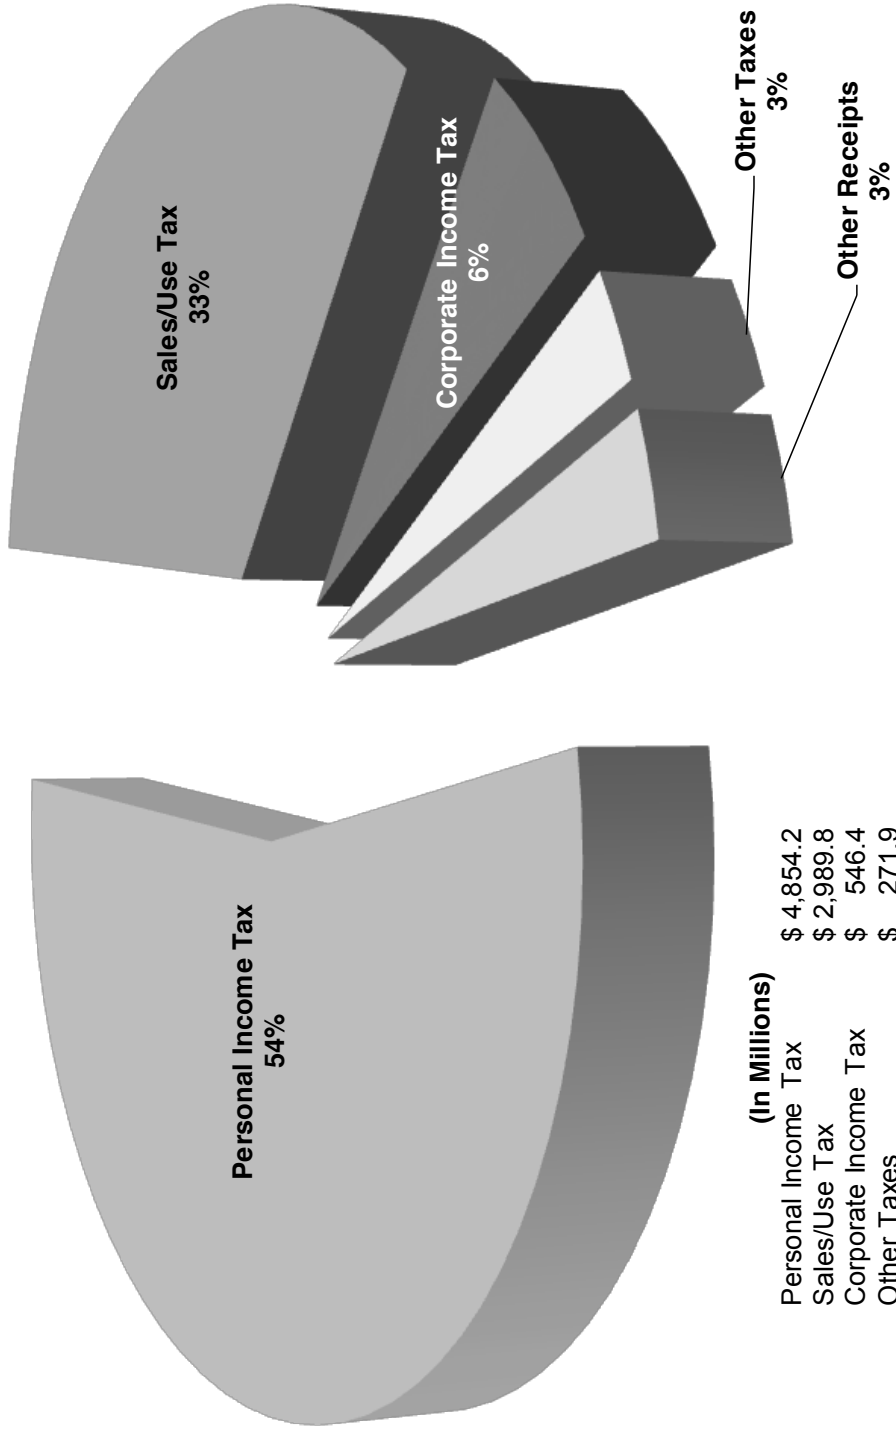 Sales/Use Tax
33%
Corporate Income Tax
6%
Other Taxes
3%
Other Receipts
3%
Personal Income Tax
54%
(In Millions)
Personal Income Tax $ 4,854.2
Sales/Use Tax $ 2,989.8
Corporate Income Tax $ 546.4
Other Taxes $ 271.9